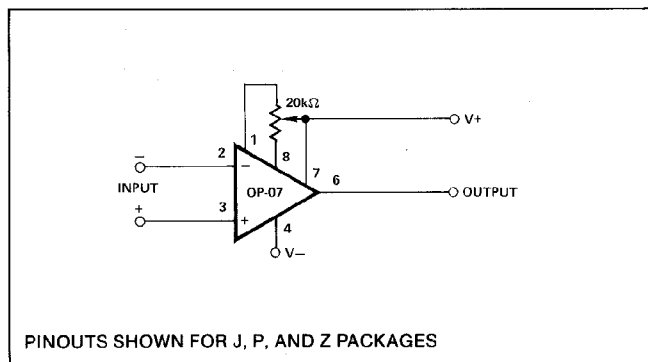 20kΩ
V+
1
8
7
2
−
−
6
INPUT
OP-07
OUTPUT
+
3
+
4
V−
PINOUTS SHOWN FOR J, P, AND Z PACKAGES